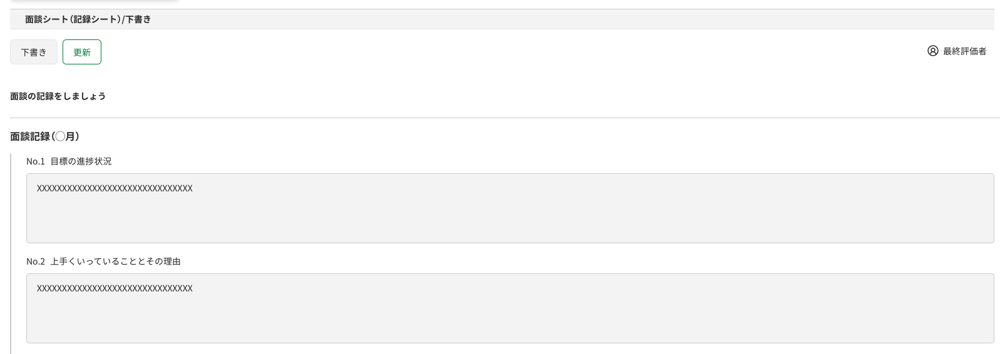 面談シート(記録シート)/下書き
下書き 更新 最終評価者
面談の記録をしましょう
面談記録(◯月)
No.1 目標の進捗状況
XXXXXXXXXXXXXXXXXXXXXXXXXXXXXXX
No.2 上手くいっていることとその理由
XXXXXXXXXXXXXXXXXXXXXXXXXXXXXXX